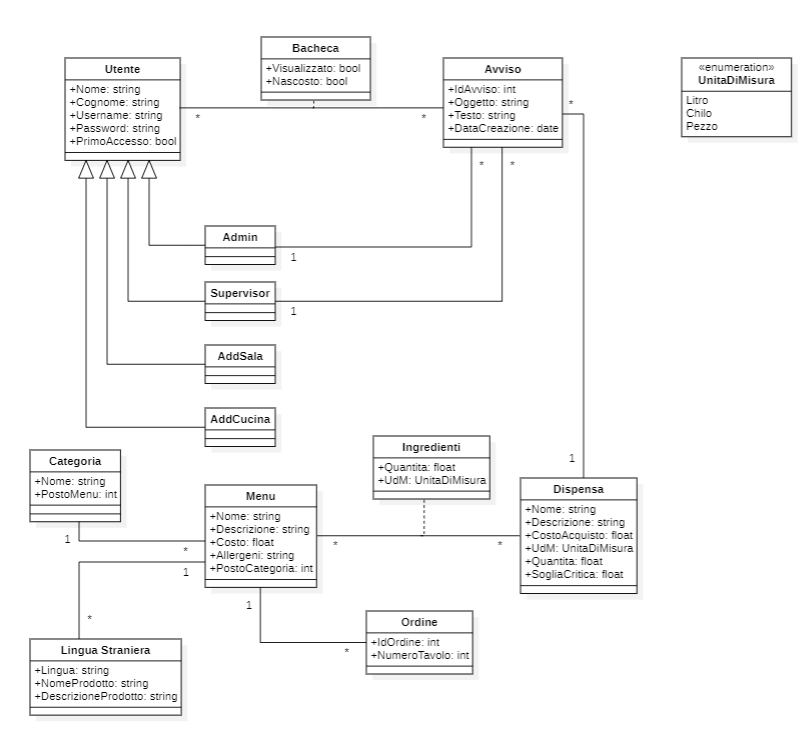 Bacheca
+Visualizzato: bool
+Nascosto: bool
Utente
+Nome: string
+Cognome: string
+Username: string
+Password: string
+PrimoAccesso: bool
*
*
Avviso
+IdAvviso: int
+Oggetto: string
+Testo: string
+DataCreazione: date
*
*
*
«enumeration»
UnitaDiMisura
Litro
Chilo
Pezzo
Admin
1
Supervisor
1
AddSala
AddCucina
Categoria
+Nome: string
+PostoMenu: int
1
*
Menu
+Nome: string
+Descrizione: string
+Costo: float
+Allergeni: string
+PostoCategoria: int
*
*
Ingredienti
+Quantita: float
+UdM: UnitaDiMisura
1
Dispensa
+Nome: string
+Descrizione: string
+CostoAcquisto: float
+UdM: UnitaDiMisura
+Quantita: float
+SogliaCritica: float
1
*
1
*
Ordine
+IdOrdine: int
+NumeroTavolo: int
Lingua Straniera
+Lingua: string
+NomeProdotto: string
+DescrizioneProdotto: string